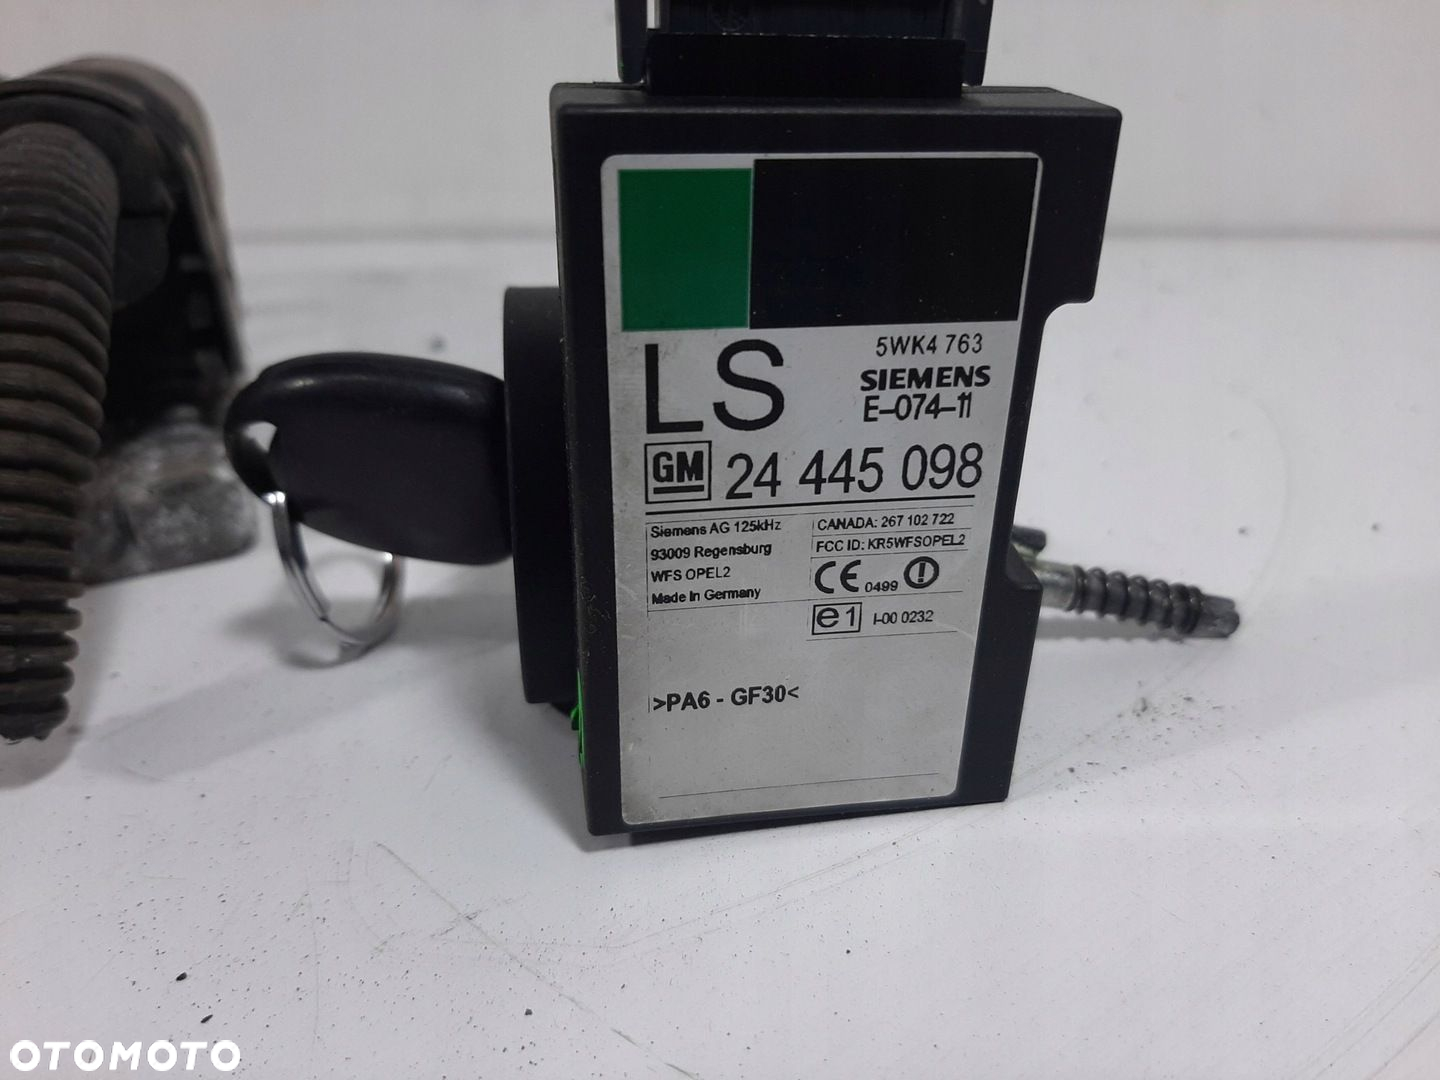 LS
5WK4 763
SIEMENS
E-074-11
GM 24 445 098
Siemens AG 125kHz
93009 Regensburg
WFS OPEL2
Made in Germany
CANADA: 267 102 722
FCC ID: KR5WFSOPEL2
CE 0499
e1 I-00 0232
>PA6 - GF30<
OTOMOTO